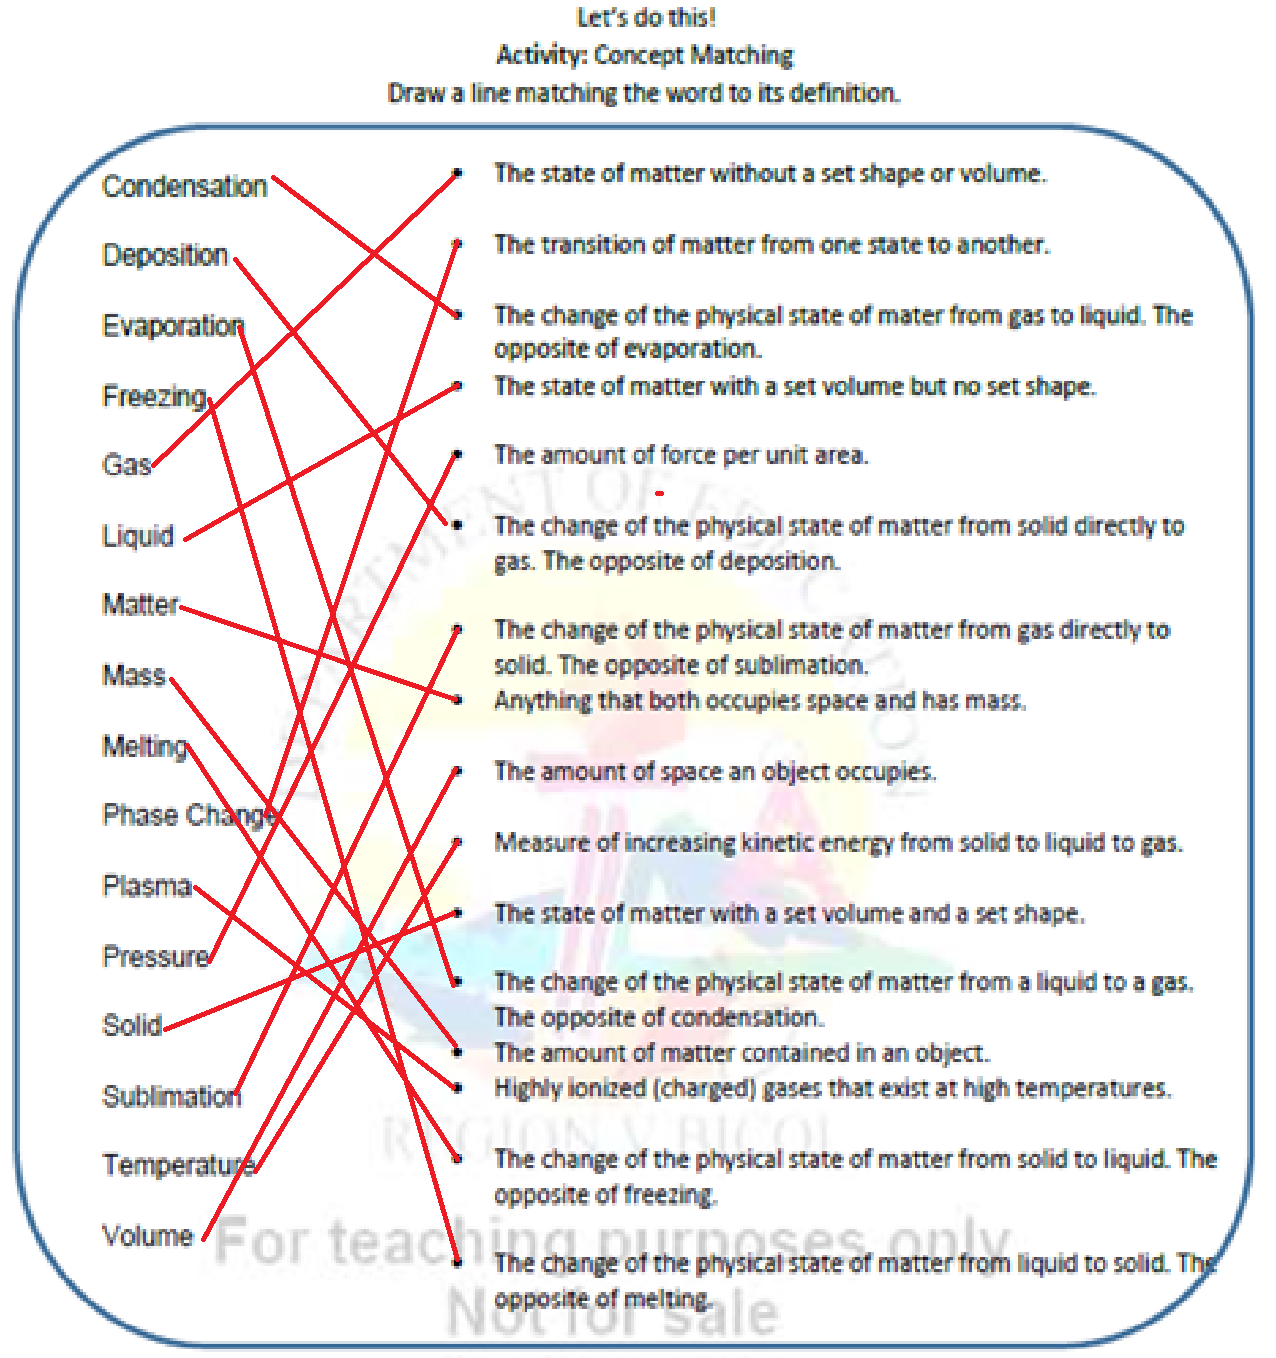 Let's do this!
Activity: Concept Matching
Draw a line matching the word to its definition.
Condensation
Deposition
Evaporation
Freezing
Gas
Liquid
Matter
Mass
Melting
Phase Change
Plasma
Pressure
Solid
Sublimation
Temperature
Volume
The state of matter without a set shape or volume.
The transition of matter from one state to another.
The change of the physical state of mater from gas to liquid. The
opposite of evaporation.
The state of matter with a set volume but no set shape.
The amount of force per unit area.
The change of the physical state of matter from solid directly to
gas. The opposite of deposition.
The change of the physical state of matter from gas directly to
solid. The opposite of sublimation.
Anything that both occupies space and has mass.
The amount of space an object occupies.
Measure of increasing kinetic energy from solid to liquid to gas.
The state of matter with a set volume and a set shape.
The change of the physical state of matter from a liquid to a gas.
The opposite of condensation.
The amount of matter contained in an object.
Highly ionized (charged) gases that exist at high temperatures.
The change of the physical state of matter from solid to liquid. The
opposite of freezing.
The change of the physical state of matter from liquid to solid. The
opposite of melting.
DEPARTMENT OF EDUCATION
REGION V BICOL
For teaching purposes only
Not for sale